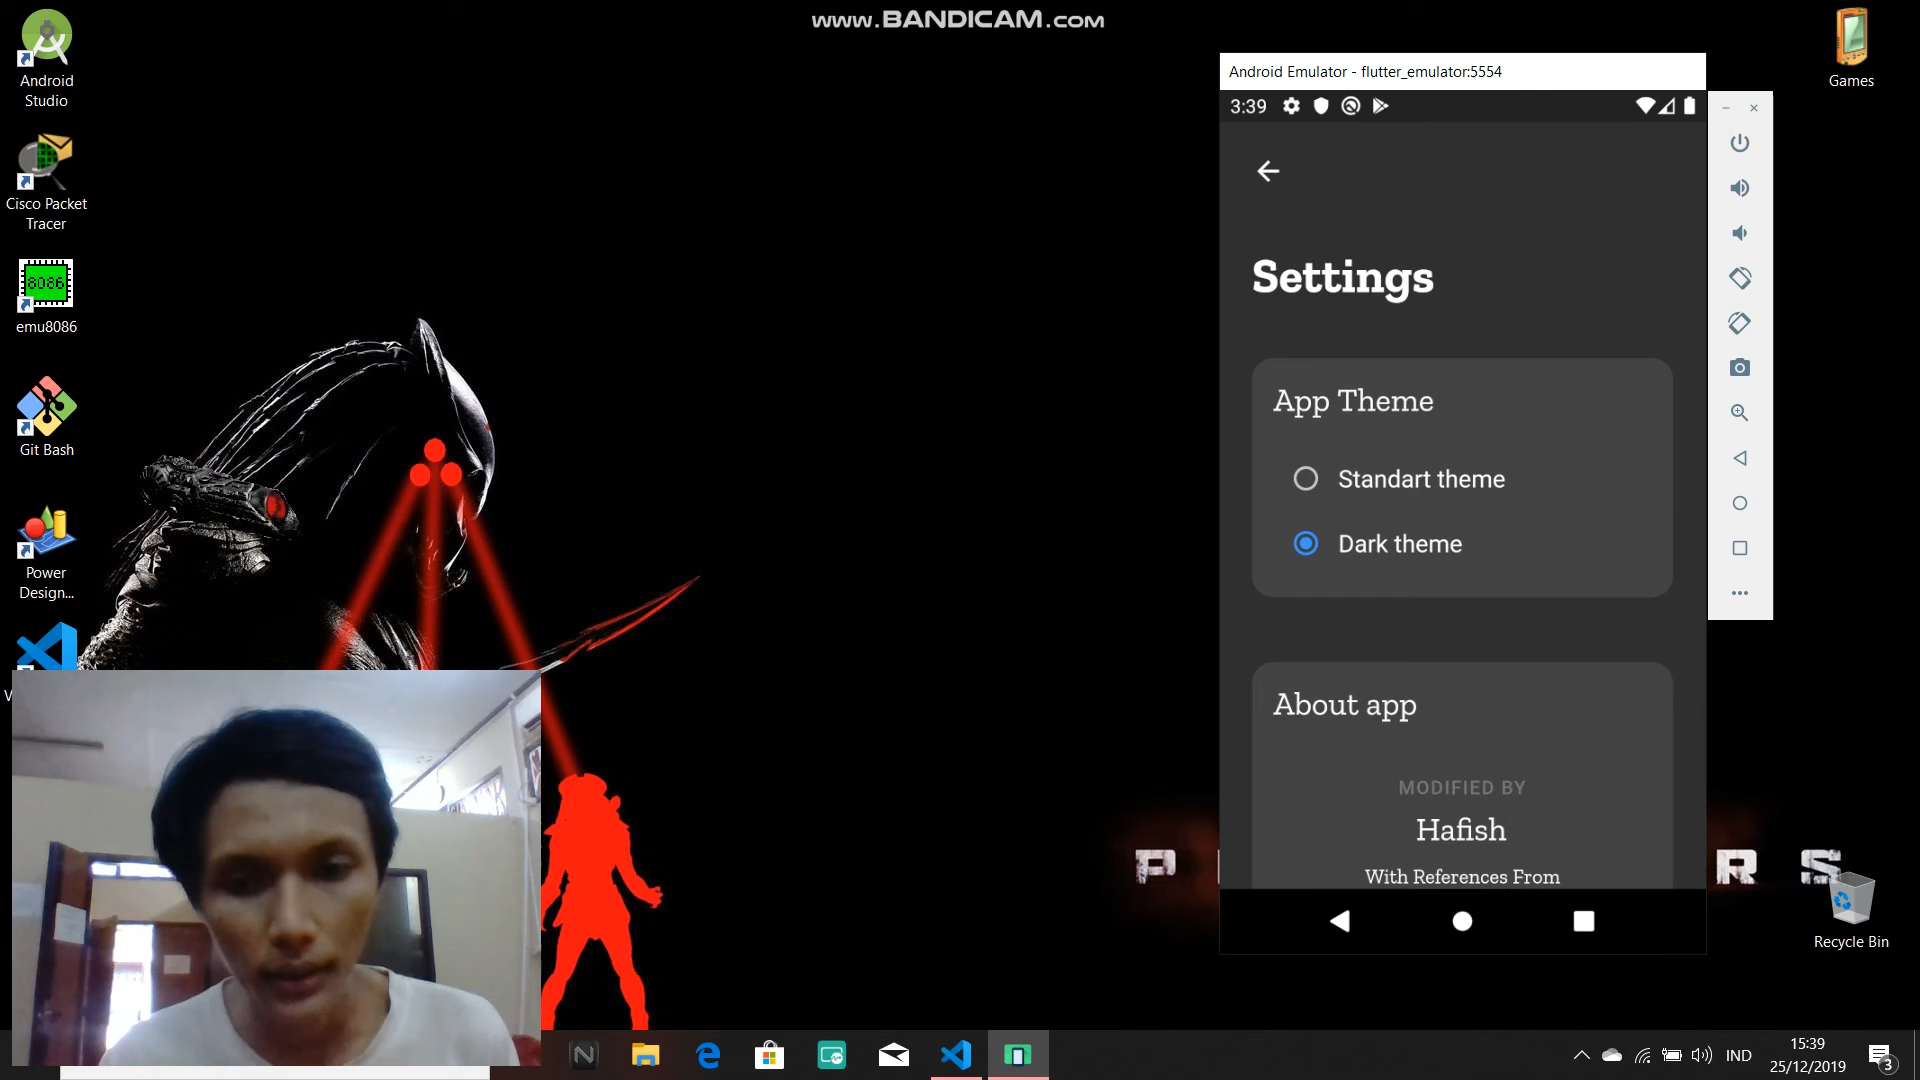 www.BANDICAM.com
Android
Studio
Cisco Packet
Tracer
8086
emu8086
Git Bash
Power
Design...
V
Games
Android Emulator - flutter_emulator:5554
3:39
Settings
App Theme
Standart theme
Dark theme
About app
MODIFIED BY
Hafish
With References From
P
R S
Recycle Bin
N
IND
15:39
25/12/2019
3